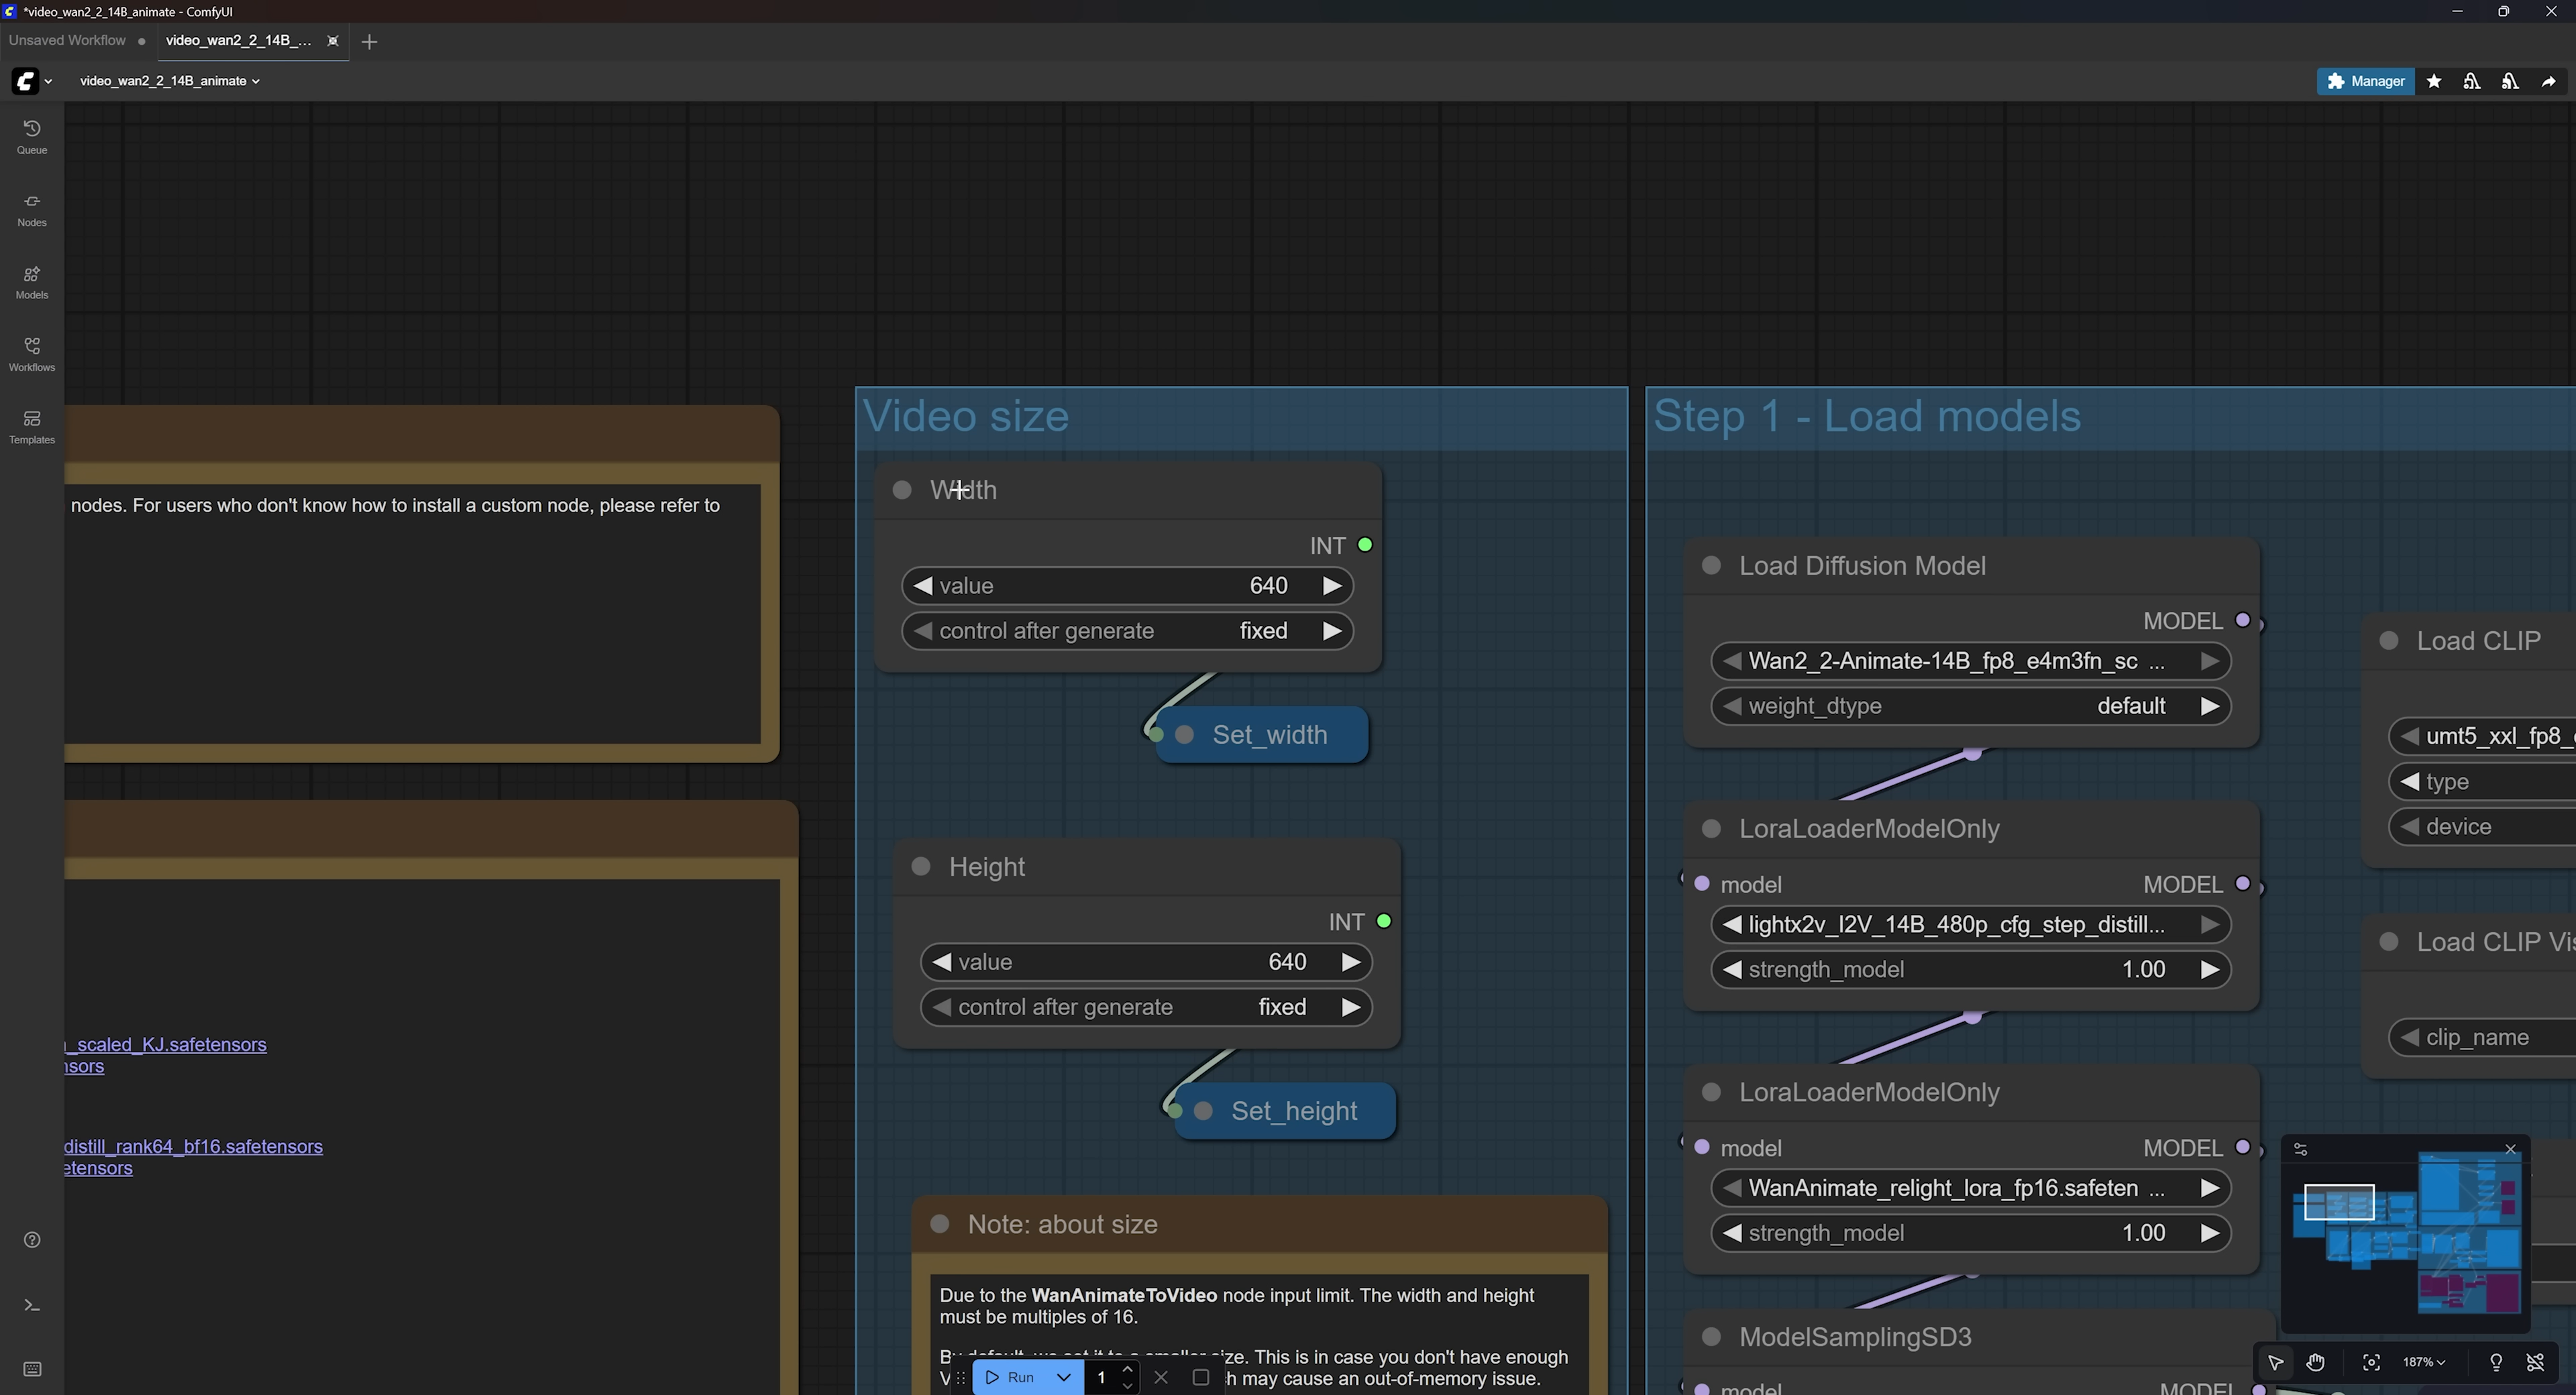 *video_wan2_2_14B_animate - ComfyUI
Unsaved Workflow
video_wan2_2_14B_...
video_wan2_2_14B_animate
Manager
Queue
Nodes
Models
Workflows
Templates
nodes. For users who don't know how to install a custom node, please refer to
_scaled_KJ.safetensors
nsors
distill_rank64_bf16.safetensors
etensors
Video size
Width
INT
value 640
control after generate fixed
Set_width
Height
INT
value 640
control after generate fixed
Set_height
Note: about size
Due to the WanAnimateToVideo node input limit. The width and height
must be multiples of 16.
size. This is in case you don't have enough
may cause an out-of-memory issue.
Run 1
Step 1 - Load models
Load Diffusion Model
MODEL
Wan2_2-Animate-14B_fp8_e4m3fn_sc ...
weight_dtype default
LoraLoaderModelOnly
model MODEL
lightx2v_I2V_14B_480p_cfg_step_distill...
strength_model 1.00
LoraLoaderModelOnly
model MODEL
WanAnimate_relight_lora_fp16.safeten ...
strength_model 1.00
ModelSamplingSD3
model MODEL
Load CLIP
umt5_xxl_fp8_
type
device
Load CLIP Vis
clip_name
187%